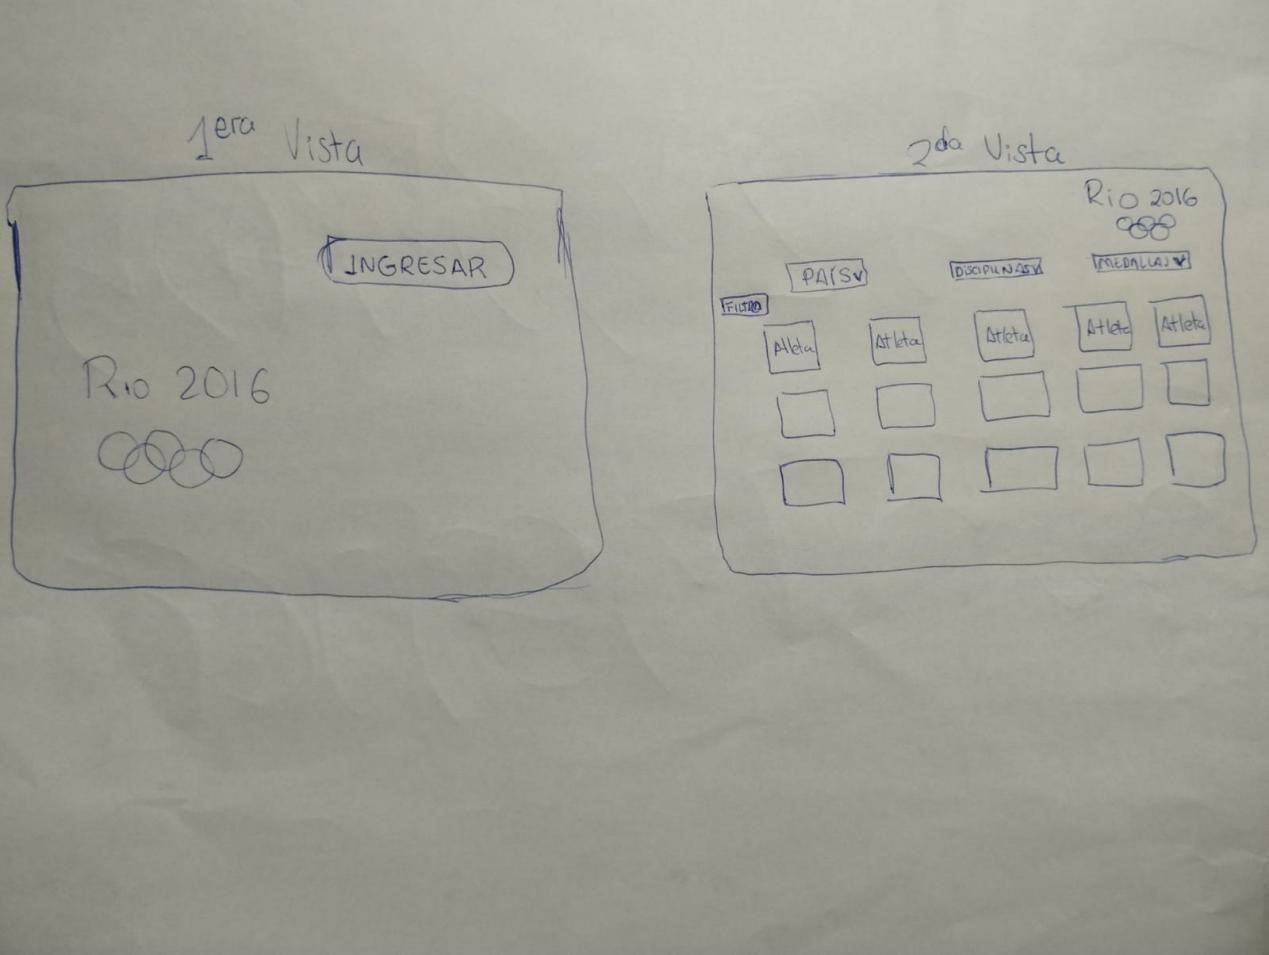 1era Vista
INGRESAR
Rio 2016
2da Vista
Rio 2016
PAÍS DISCIPLINAS MEDALLAS
FILTRO
Atleta Atleta Atleta Atleta Atleta